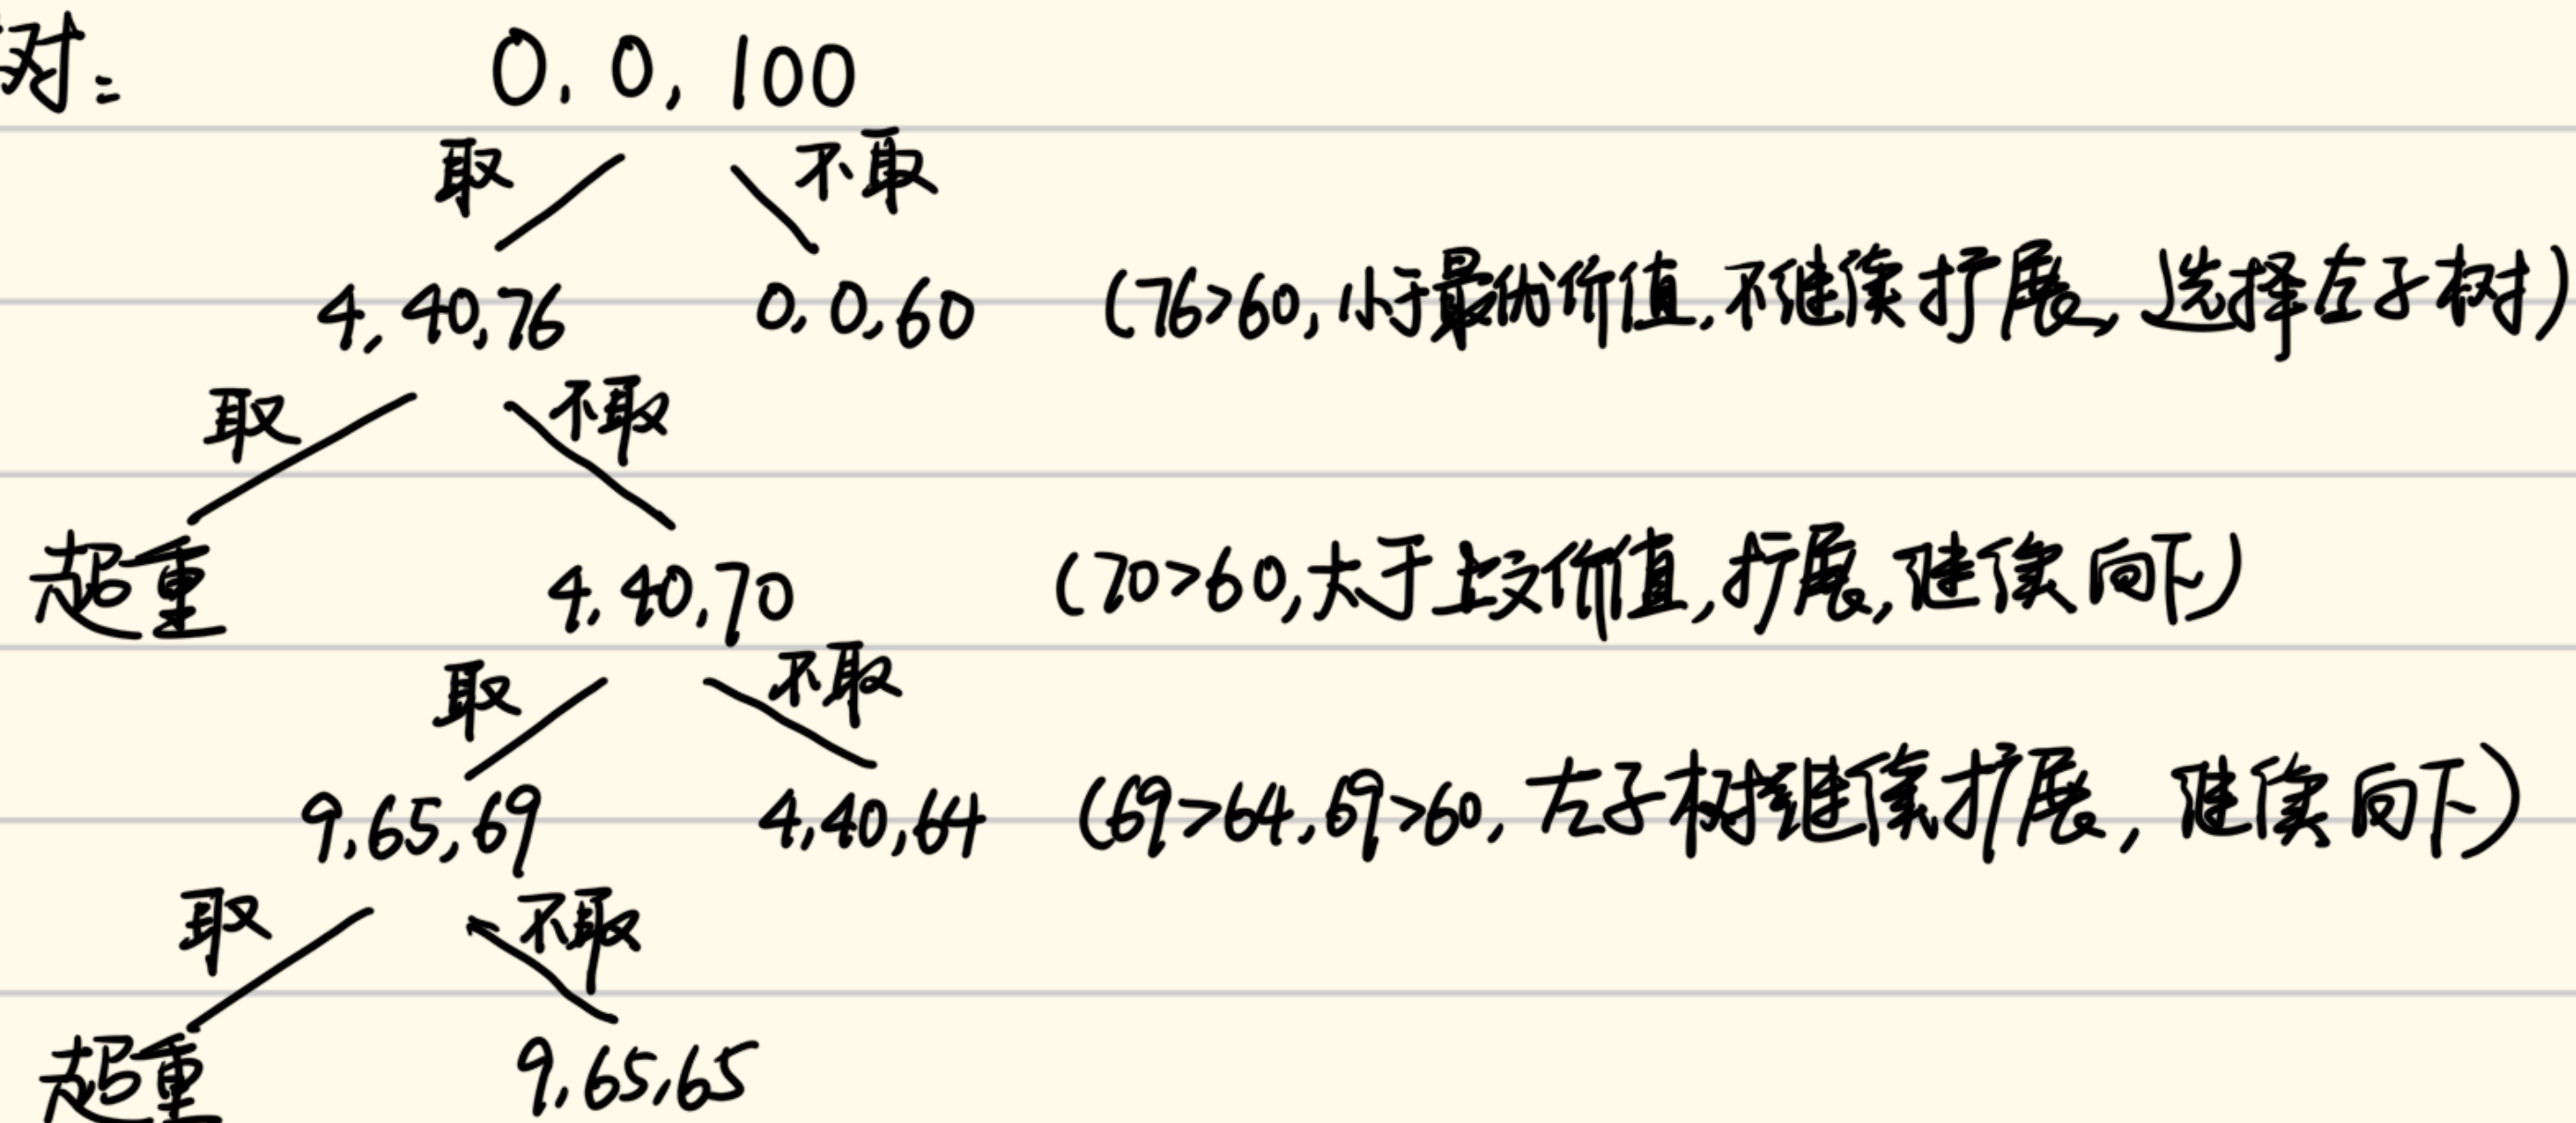 树:
0, 0, 100
取 不取
4, 40, 76 0, 0, 60 (76>60, 小于最优价值, 不继续扩展, 选择左子树)
取 不取
超重 4, 40, 70 (70>60, 大于 价值, 扩展, 继续向下)
取 不取
9, 65, 69 4, 40, 64 (69>64, 69>60, 左子树继续扩展, 继续向下)
取 不取
超重 9, 65, 65